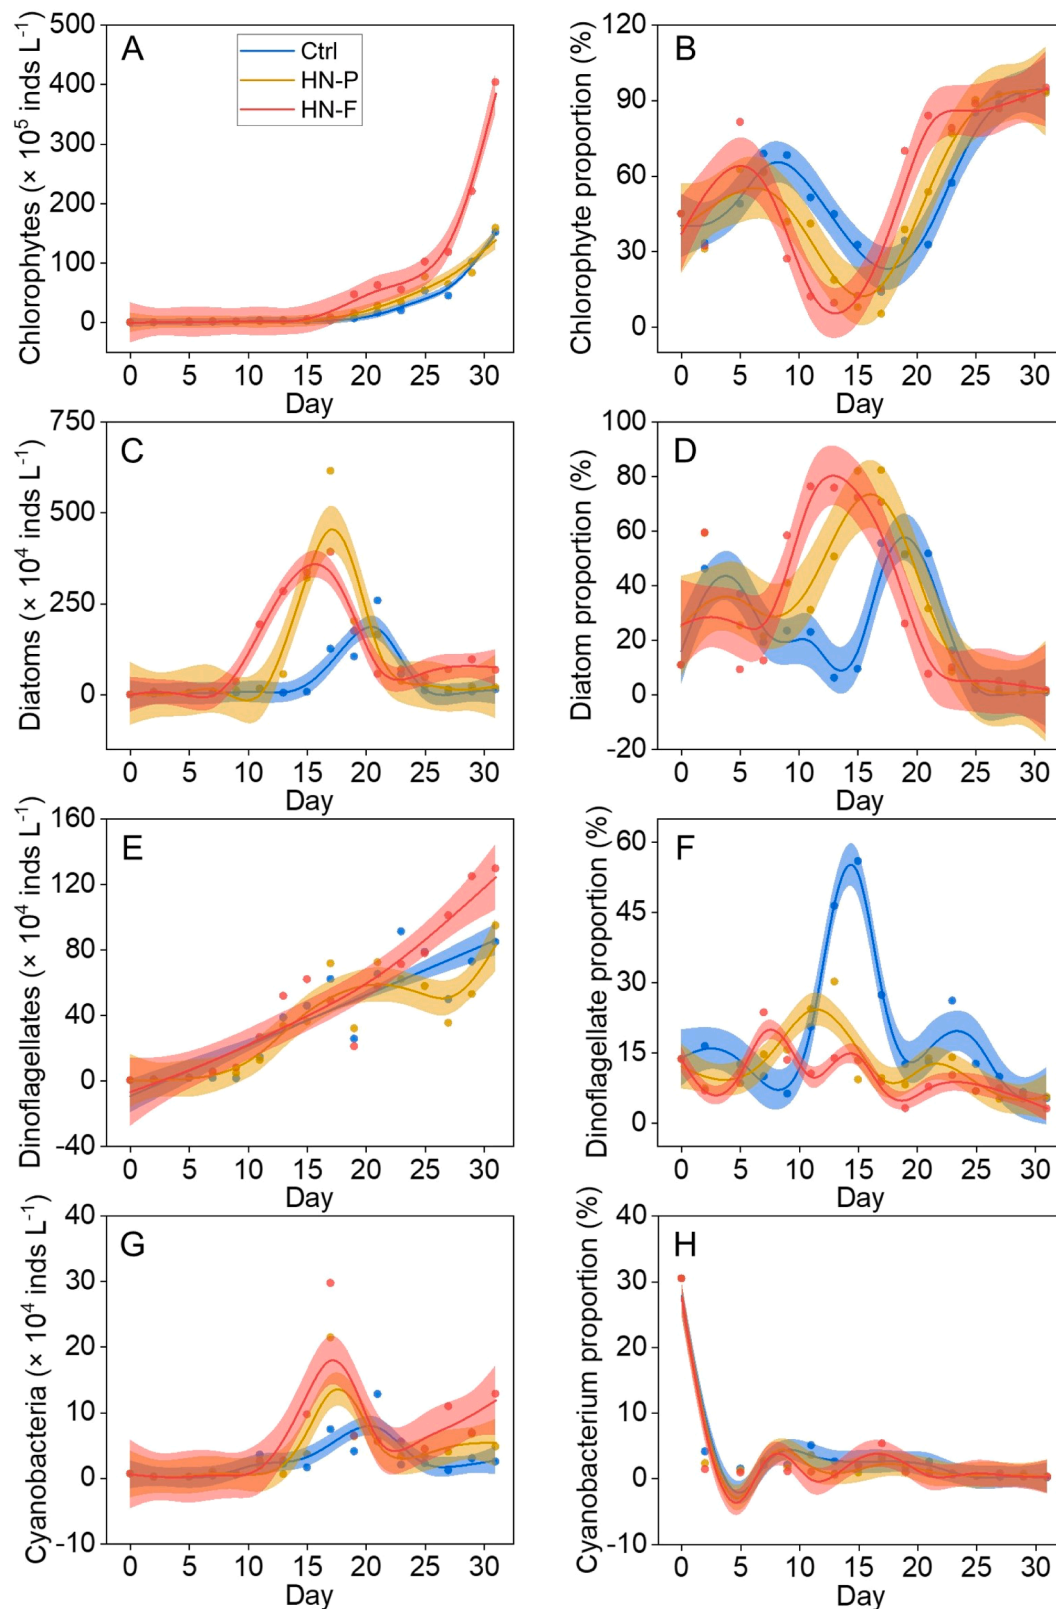 A
Ctrl
HN-P
HN-F
Chlorophytes (× 10⁵ inds L⁻¹)
500
400
300
200
100
0
0 5 10 15 20 25 30
Day
B
Chlorophyte proportion (%)
120
90
60
30
0
0 5 10 15 20 25 30
Day
C
Diatoms (× 10⁴ inds L⁻¹)
750
500
250
0
0 5 10 15 20 25 30
Day
D
Diatom proportion (%)
100
80
60
40
20
0
-20
0 5 10 15 20 25 30
Day
E
Dinoflagellates (× 10⁴ inds L⁻¹)
160
120
80
40
0
-40
0 5 10 15 20 25 30
Day
F
Dinoflagellate proportion (%)
60
45
30
15
0
0 5 10 15 20 25 30
Day
G
Cyanobacteria (× 10⁴ inds L⁻¹)
40
30
20
10
0
-10
0 5 10 15 20 25 30
Day
H
Cyanobacterium proportion (%)
40
30
20
10
0
-10
0 5 10 15 20 25 30
Day